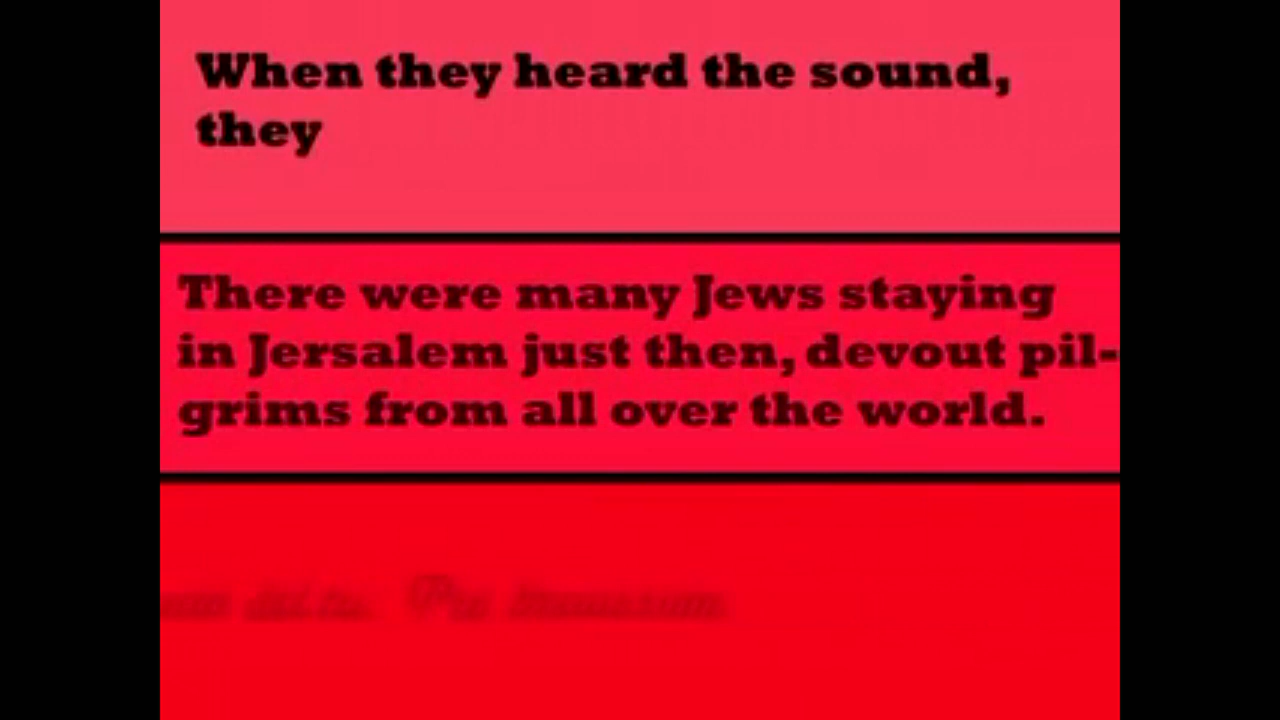 When they heard the sound,
they
There were many Jews staying
in Jersalem just then, devout pil-
grims from all over the world.